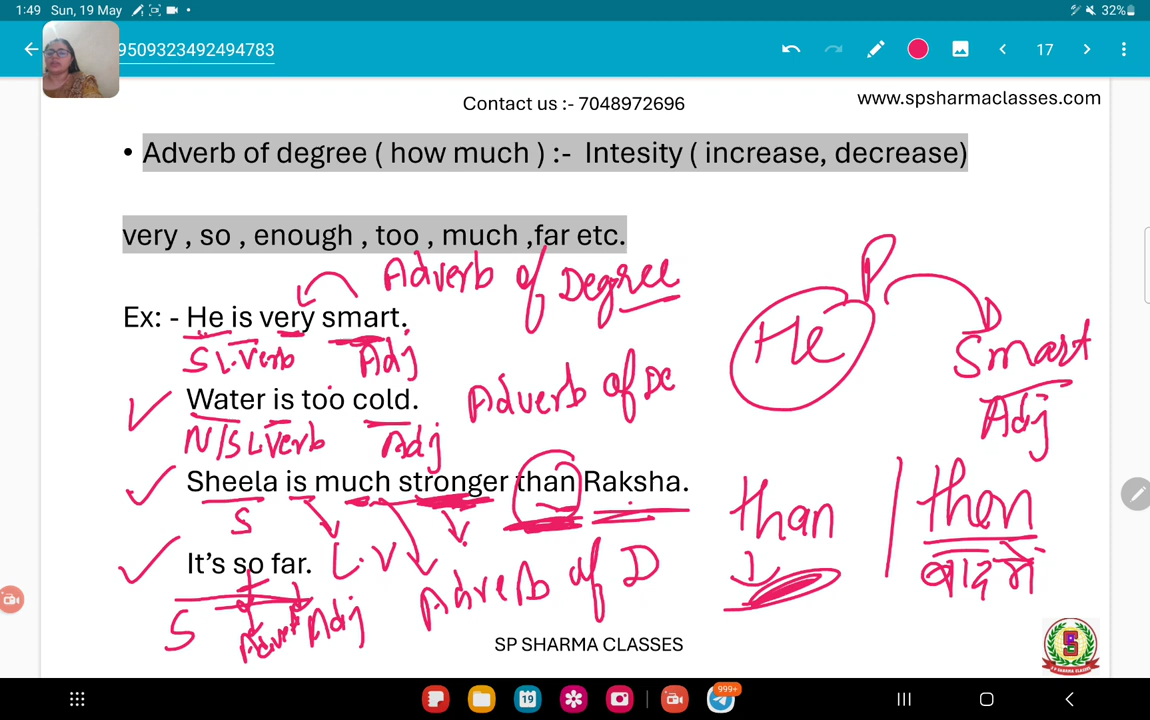 1:49 Sun, 19 May 32%
9509323492494783 17
Contact us :- 7048972696 www.spsharmaclasses.com
• Adverb of degree ( how much ) :- Intesity ( increase, decrease)
very , so , enough , too , much ,far etc.
Adverb of Degree
Ex: - He is very smart.
S L.Verb Adj
He Smart
Adj
Water is too cold.
Adverb of De
N/S L.Verb Adj
Sheela is much stronger than Raksha.
S
than then
बाद में
It's so far.
L.V Adverb of D
S Adverb Adj
SP SHARMA CLASSES
19 999+